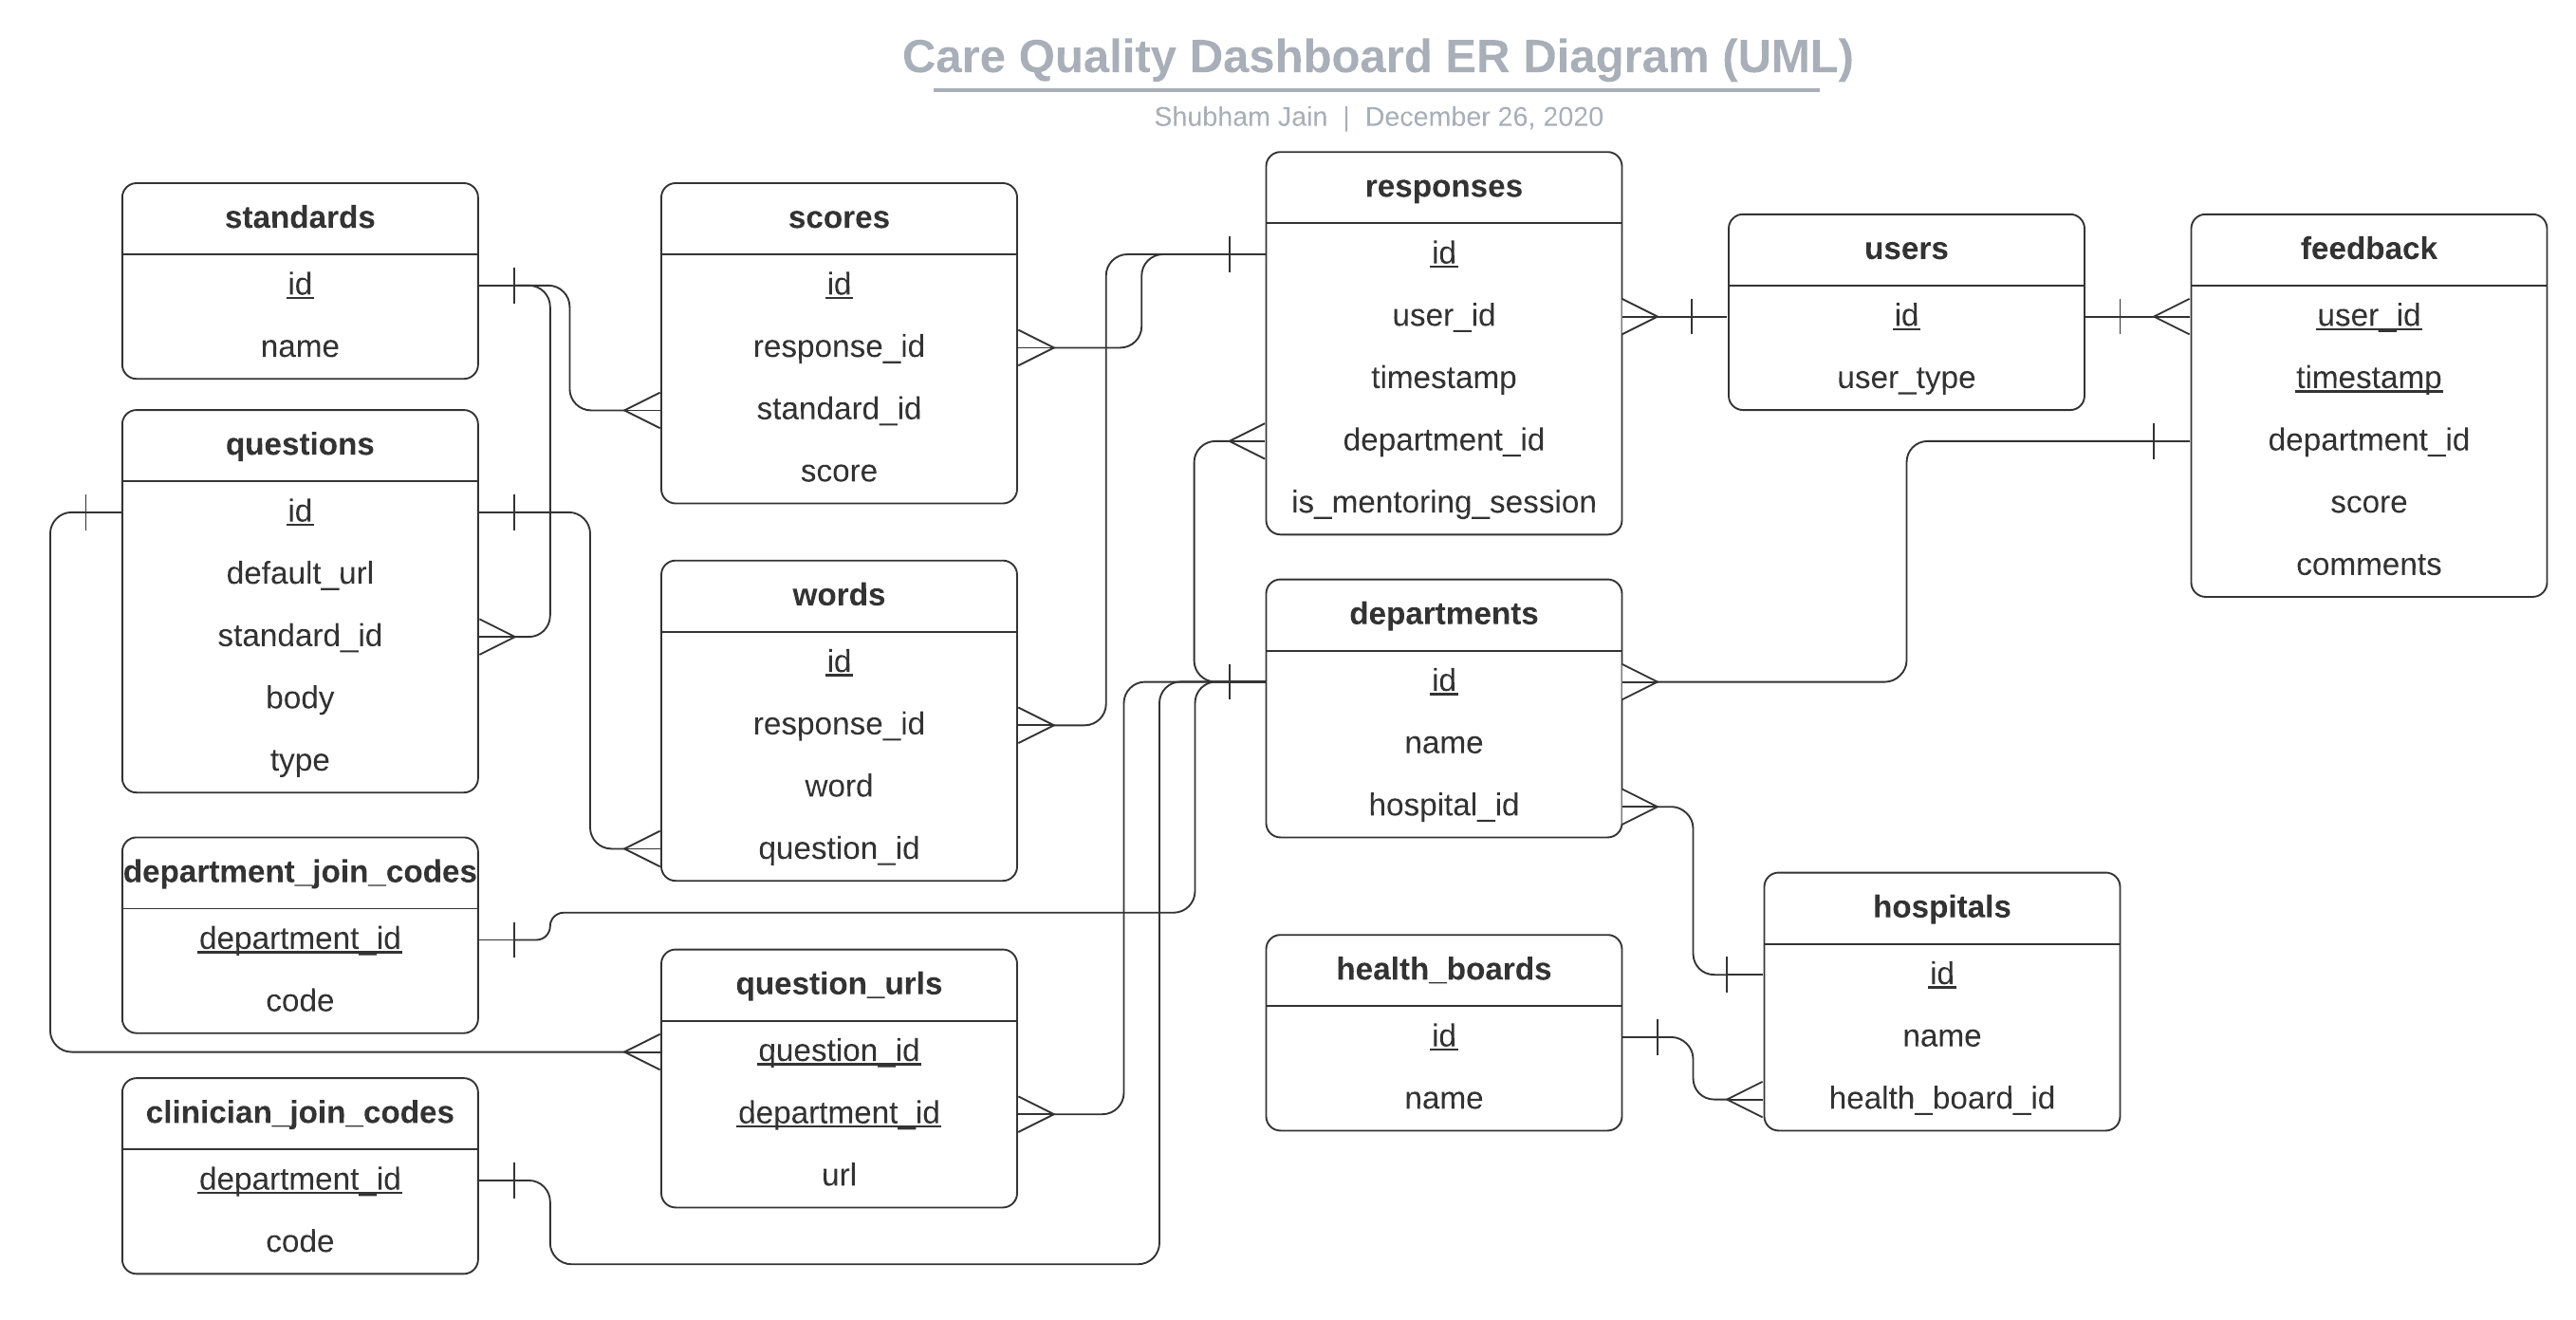 Care Quality Dashboard ER Diagram (UML)
Shubham Jain | December 26, 2020
standards
id
name
questions
id
default_url
standard_id
body
type
department_join_codes
department_id
code
clinician_join_codes
department_id
code
scores
id
response_id
standard_id
score
words
id
response_id
word
question_id
question_urls
question_id
department_id
url
responses
id
user_id
timestamp
department_id
is_mentoring_session
departments
id
name
hospital_id
health_boards
id
name
users
id
user_type
hospitals
id
name
health_board_id
feedback
user_id
timestamp
department_id
score
comments